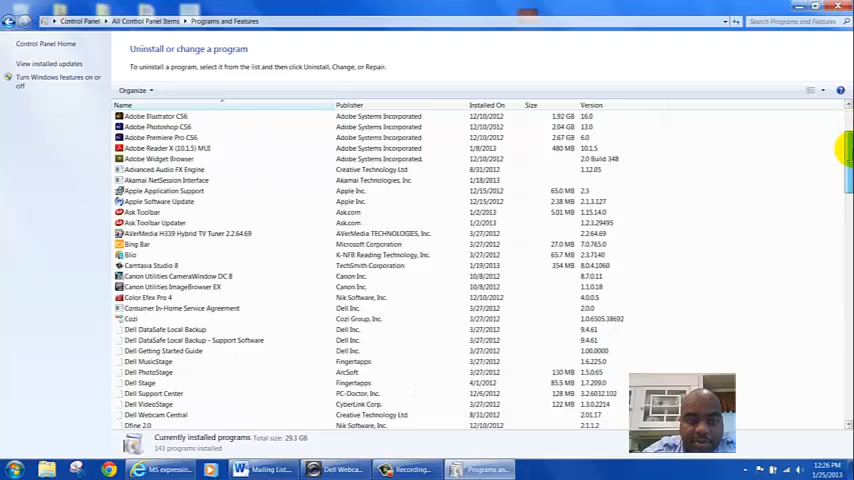 Control Panel ▸ All Control Panel Items ▸ Programs and Features
Search Programs and Features
Control Panel Home
View installed updates
Turn Windows features on or
off
Uninstall or change a program
To uninstall a program, select it from the list and then click Uninstall, Change, or Repair.
Organize
Name Publisher Installed On Size Version
Adobe Illustrator CS6 Adobe Systems Incorporated 12/10/2012 1.92 GB 16.0
Adobe Photoshop CS6 Adobe Systems Incorporated 12/10/2012 2.04 GB 13.0
Adobe Premiere Pro CS6 Adobe Systems Incorporated 12/10/2012 2.67 GB 6.0
Adobe Reader X (10.1.5) MUI Adobe Systems Incorporated 1/8/2013 480 MB 10.1.5
Adobe Widget Browser Adobe Systems Incorporated. 12/10/2012 2.0 Build 348
Advanced Audio FX Engine Creative Technology Ltd 8/31/2012 1.12.05
Akamai NetSession Interface Akamai Technologies, Inc 1/18/2013
Apple Application Support Apple Inc. 12/15/2012 65.0 MB 2.3
Apple Software Update Apple Inc. 12/15/2012 2.38 MB 2.1.3.127
Ask Toolbar Ask.com 1/2/2013 5.01 MB 1.15.14.0
Ask Toolbar Updater Ask.com 1/2/2013 1.2.3.29495
AVerMedia H339 Hybrid TV Tuner 2.2.64.69 AVerMedia TECHNOLOGIES, Inc. 3/27/2012 2.2.64.69
Bing Bar Microsoft Corporation 3/27/2012 27.0 MB 7.0.765.0
Blio K-NFB Reading Technology, Inc. 3/27/2012 65.7 MB 2.3.7140
Camtasia Studio 8 TechSmith Corporation 1/19/2013 354 MB 8.0.4.1060
Canon Utilities CameraWindow DC 8 Canon Inc. 10/8/2012 8.7.0.11
Canon Utilities ImageBrowser EX Canon Inc. 10/8/2012 1.1.0.18
Color Efex Pro 4 Nik Software, Inc. 12/10/2012 4.0.0.5
Consumer In-Home Service Agreement Dell Inc. 3/27/2012 2.0.0
Cozi Cozi Group, Inc. 3/27/2012 1.0.6505.38692
Dell DataSafe Local Backup Dell Inc. 3/27/2012 9.4.61
Dell DataSafe Local Backup - Support Software Dell Inc. 3/27/2012 9.4.61
Dell Getting Started Guide Dell Inc. 3/27/2012 1.00.0000
Dell MusicStage Fingertapps 3/27/2012 1.6.225.0
Dell PhotoStage ArcSoft 3/27/2012 130 MB 1.5.0.65
Dell Stage Fingertapps 4/1/2012 85.5 MB 1.7.209.0
Dell Support Center PC-Doctor, Inc. 12/6/2012 128 MB 3.2.6032.102
Dell VideoStage CyberLink Corp. 3/27/2012 122 MB 1.3.0.2214
Dell Webcam Central Creative Technology Ltd 8/31/2012 2.01.17
Dfine 2.0 Nik Software, Inc. 12/10/2012 2.1.1.2
Currently installed programs Total size: 29.3 GB
143 programs installed
MS expressio... Mailing List... Dell Webca... Recording... Programs an...
12:26 PM
1/25/2013